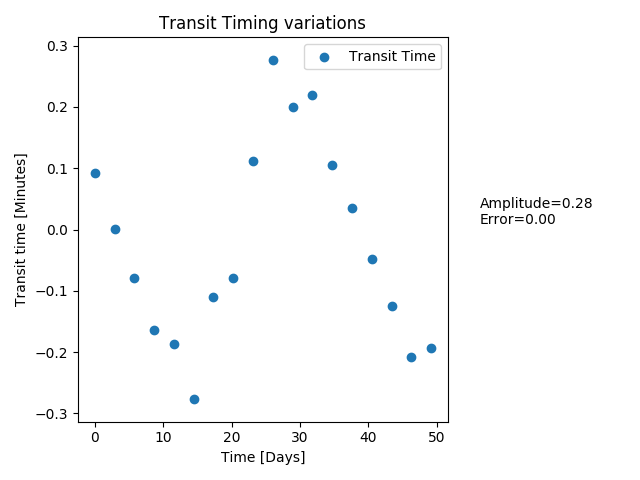 Transit Timing variations
Transit Time
Transit time [Minutes]
0.3
0.2
0.1
0.0
−0.1
−0.2
−0.3
Amplitude=0.28
Error=0.00
0 10 20 30 40 50
Time [Days]